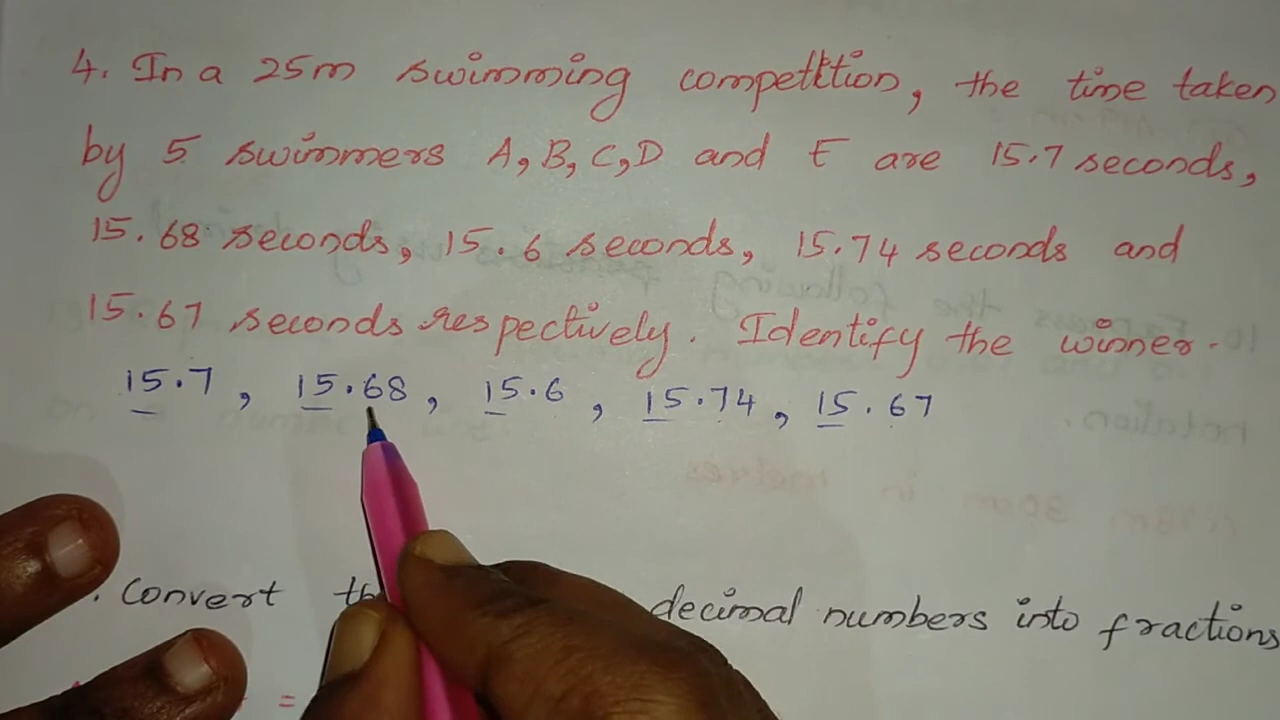 4. In a 25m swimming competition, the time taken
by 5 swimmers A, B, C, D and E are 15.7 seconds,
15.68 seconds, 15.6 seconds, 15.74 seconds and
15.67 seconds respectively. Identify the winner.
15.7, 15.68, 15.6, 15.74, 15.67
. Convert decimal numbers into fractions
=